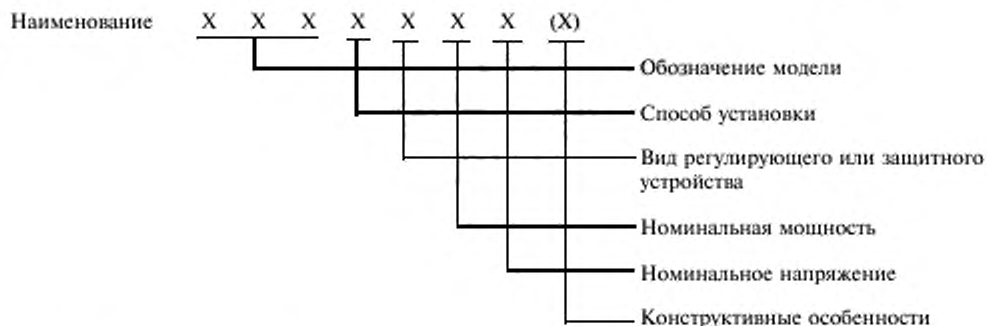 Наименование X X X X X X X (X)
Обозначение модели
Способ установки
Вид регулирующего или защитного
устройства
Номинальная мощность
Номинальное напряжение
Конструктивные особенности